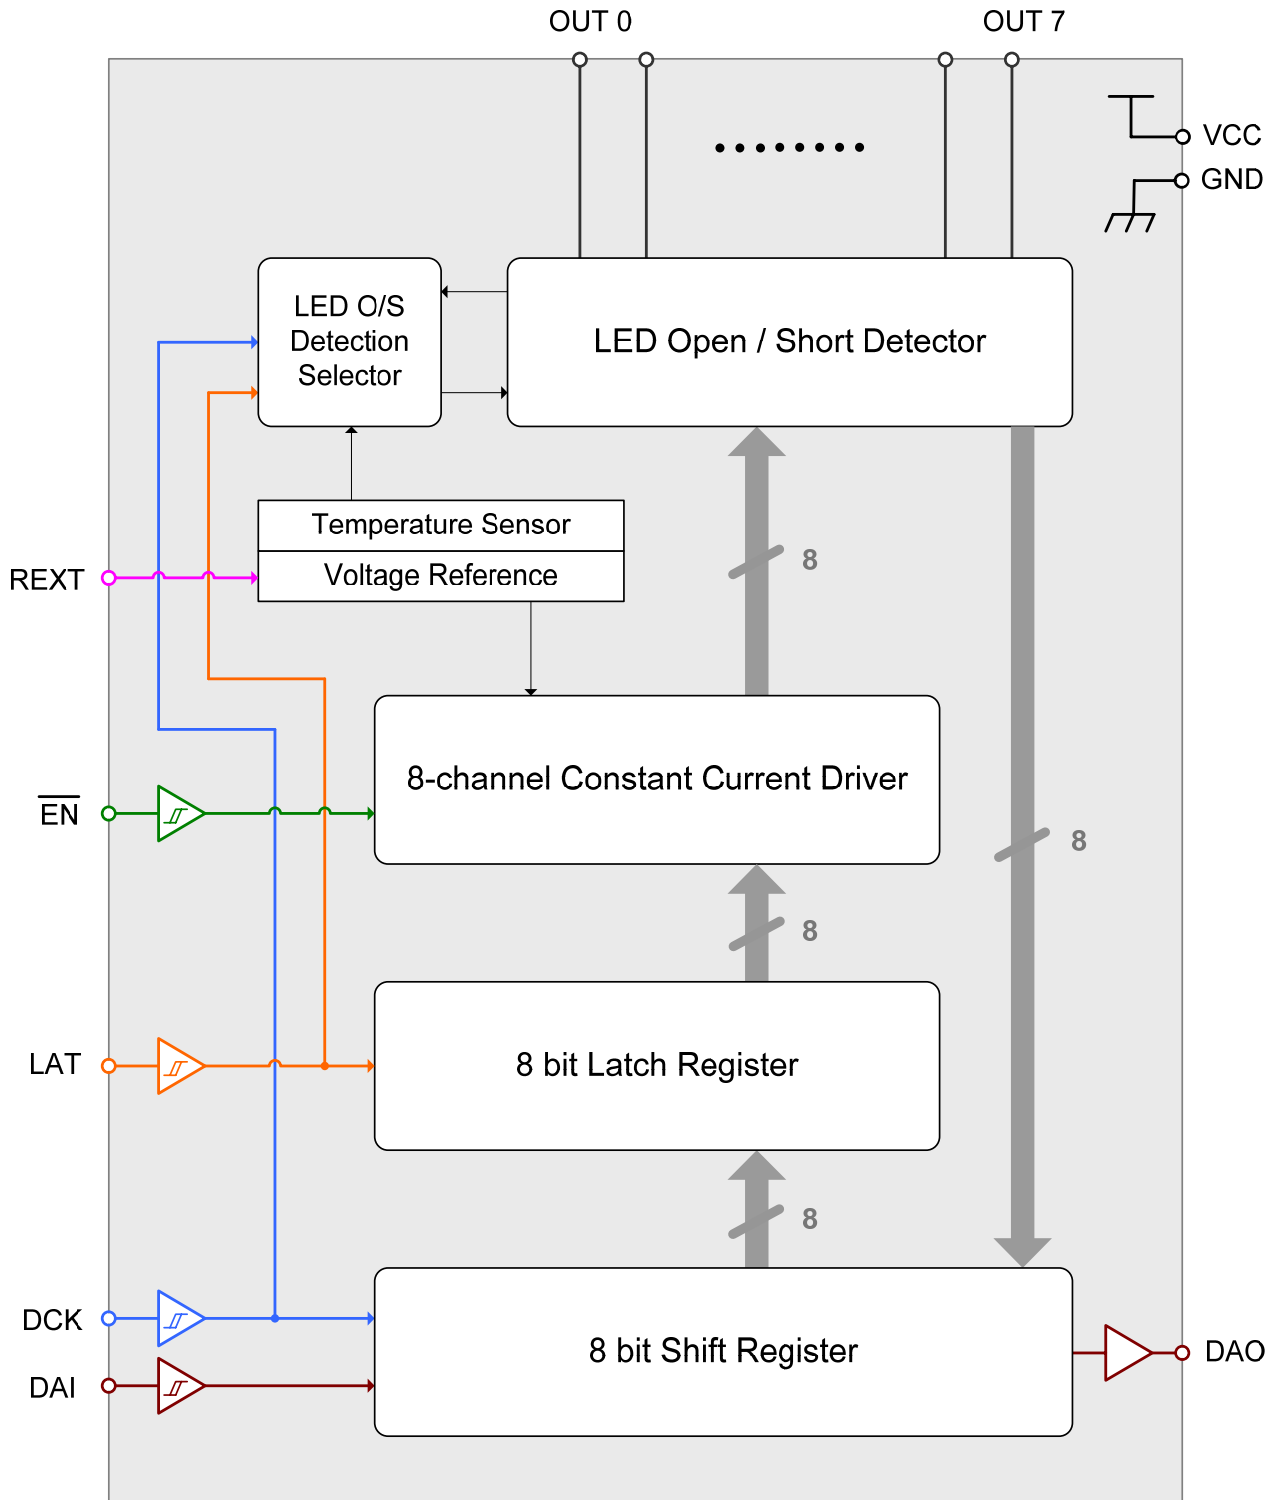 OUT 0
OUT 7
VCC
GND
LED O/S
Detection
Selector
LED Open / Short Detector
Temperature Sensor
Voltage Reference
REXT
8
8-channel Constant Current Driver
EN
8
8
8 bit Latch Register
LAT
8
8 bit Shift Register
DCK
DAI
DAO